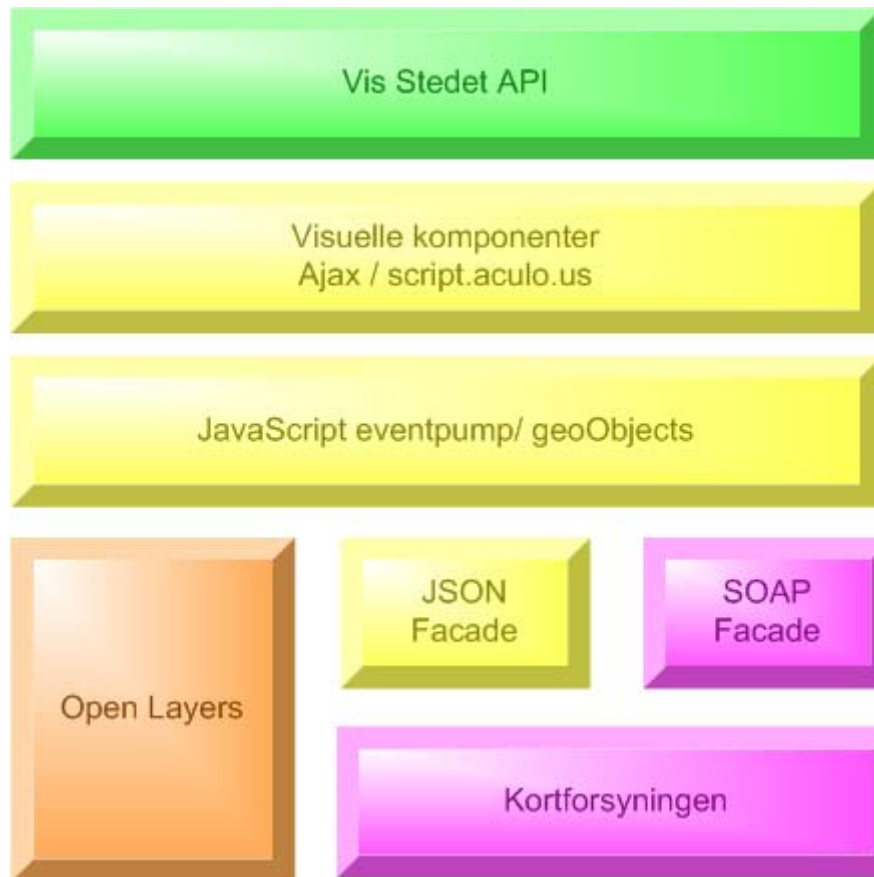 Vis Stedet API
Visuelle komponenter
Ajax / script.aculo.us
JavaScript eventpump/ geoObjects
Open Layers
JSON
Facade
SOAP
Facade
Kortforsyningen